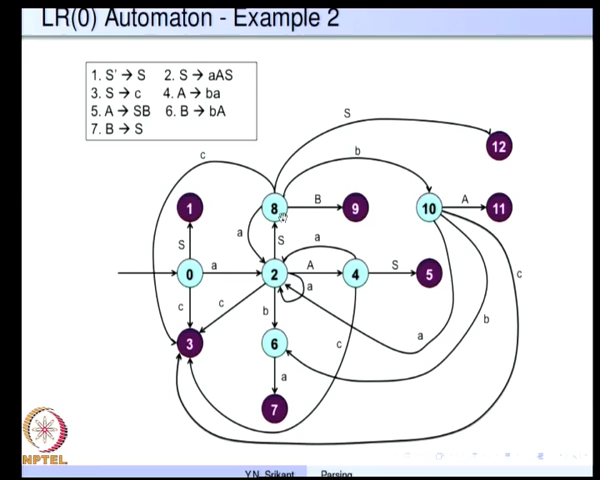 LR(0) Automaton - Example 2
1. S' → S 2. S → aAS
3. S → c 4. A → ba
5. A → SB 6. B → bA
7. B → S
S
12
c
b
1
8
B
9
10
A
11
S
a
S
a
0
a
2
A
4
S
5
c
c
b
a
c
b
a
3
6
c
a
7
NPTEL
Y.N. Srikant Parsing